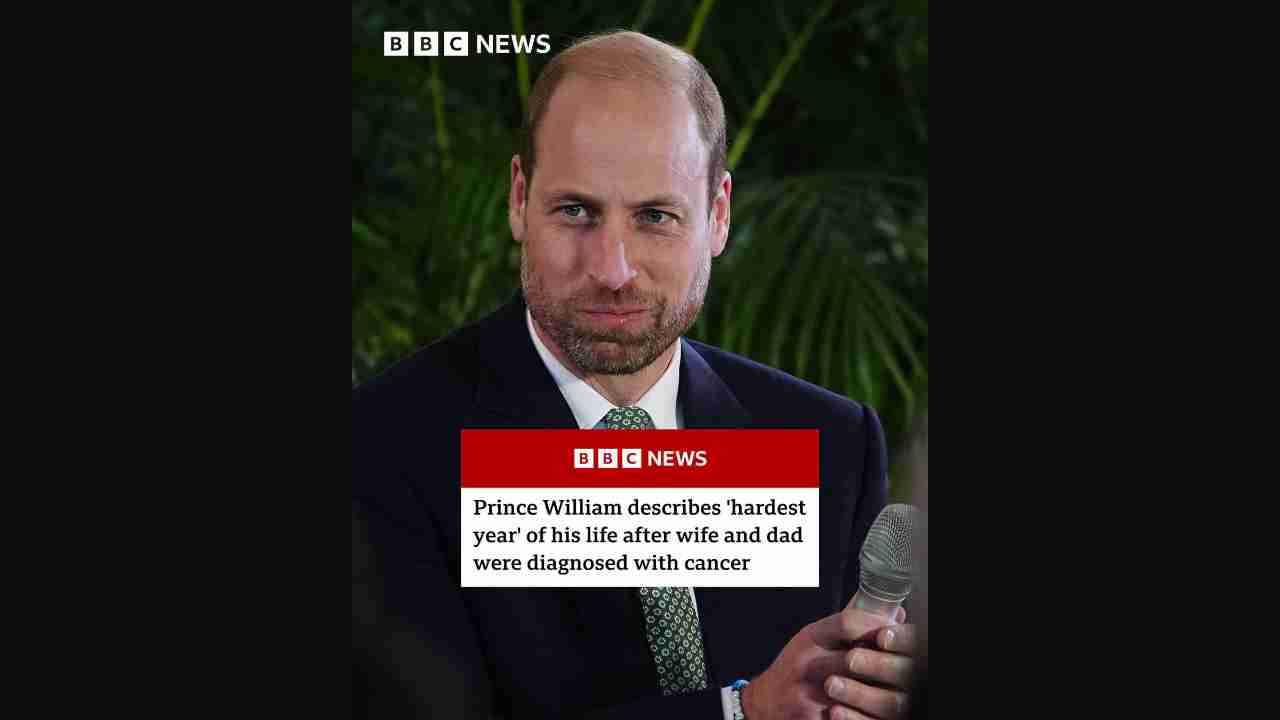 BBC NEWS
BBC NEWS
Prince William describes 'hardest
year' of his life after wife and dad
were diagnosed with cancer